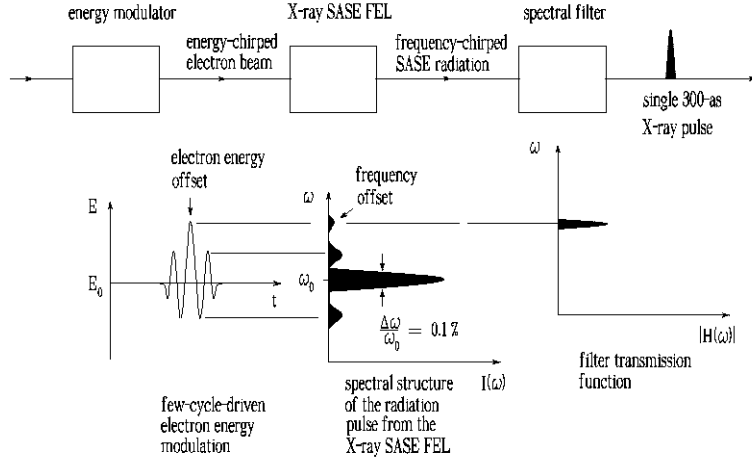 energy modulator
X-ray SASE FEL
spectral filter
energy-chirped
electron beam
frequency-chirped
SASE radiation
single 300-as
X-ray pulse
electron energy
offset
frequency
offset
E
E₀
t
ω
ω₀
Δω
ω₀
= 0.1 %
I(ω)
ω
|H(ω)|
few-cycle-driven
electron energy
modulation
spectral structure
of the radiation
pulse from the
X-ray SASE FEL
filter transmission
function